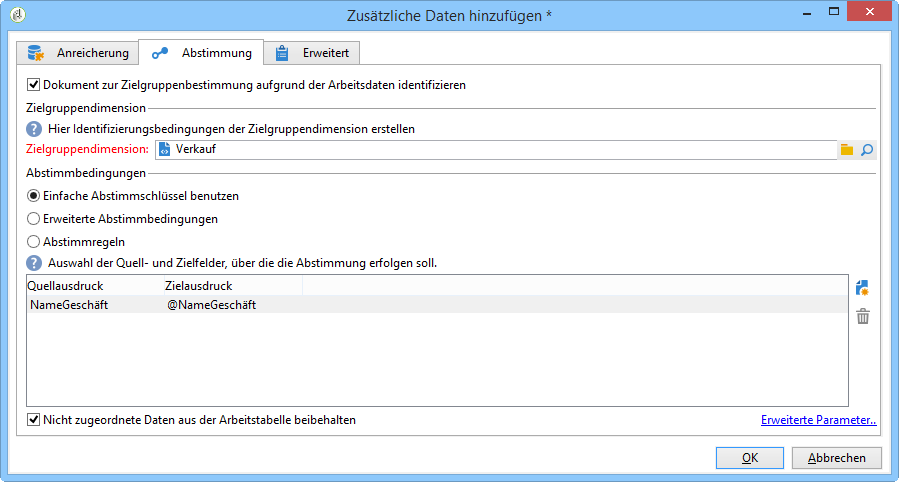 Zusätzliche Daten hinzufügen *
Anreicherung Abstimmung Erweitert
Dokument zur Zielgruppenbestimmung aufgrund der Arbeitsdaten identifizieren
Zielgruppendimension
Hier Identifizierungsbedingungen der Zielgruppendimension erstellen
Zielgruppendimension: Verkauf
Abstimmbedingungen
Einfache Abstimmschlüssel benutzen
Erweiterte Abstimmbedingungen
Abstimmregeln
Auswahl der Quell- und Zielfelder, über die die Abstimmung erfolgen soll.
Quellausdruck Zielausdruck
NameGeschäft @NameGeschäft
Nicht zugeordnete Daten aus der Arbeitstabelle beibehalten Erweiterte Parameter..
OK Abbrechen